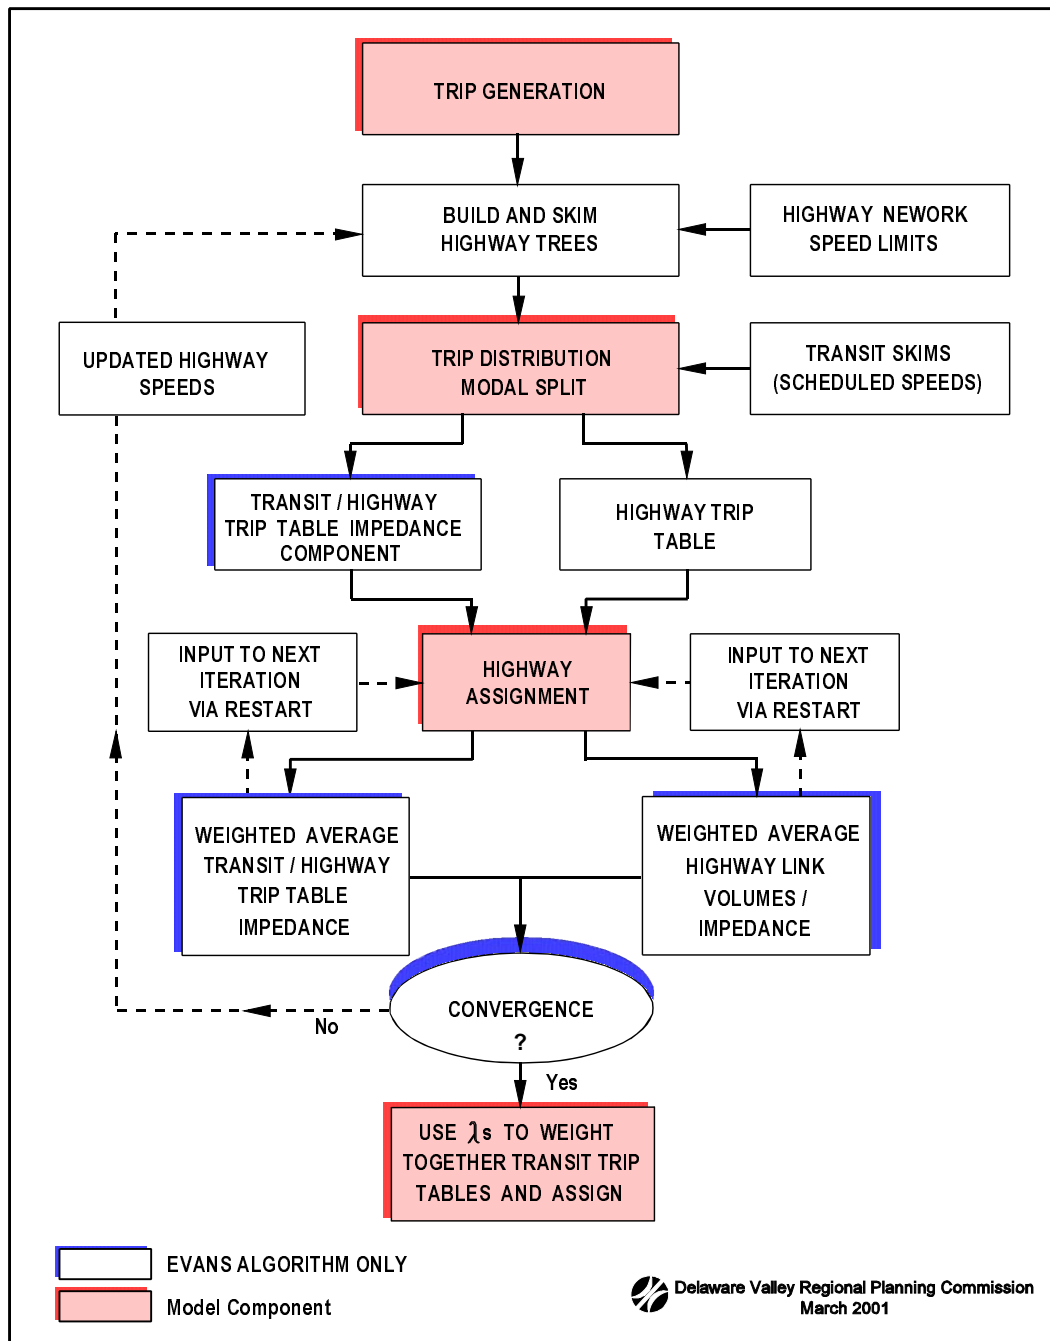 TRIP GENERATION
BUILD AND SKIM
HIGHWAY TREES
HIGHWAY NEWORK
SPEED LIMITS
UPDATED HIGHWAY
SPEEDS
TRIP DISTRIBUTION
MODAL SPLIT
TRANSIT SKIMS
(SCHEDULED SPEEDS)
TRANSIT / HIGHWAY
TRIP TABLE IMPEDANCE
COMPONENT
HIGHWAY TRIP
TABLE
INPUT TO NEXT
ITERATION
VIA RESTART
HIGHWAY
ASSIGNMENT
INPUT TO NEXT
ITERATION
VIA RESTART
WEIGHTED AVERAGE
TRANSIT / HIGHWAY
TRIP TABLE
IMPEDANCE
WEIGHTED AVERAGE
HIGHWAY LINK
VOLUMES /
IMPEDANCE
CONVERGENCE
?
No
Yes
USE λs TO WEIGHT
TOGETHER TRANSIT TRIP
TABLES AND ASSIGN
EVANS ALGORITHM ONLY
Model Component
Delaware Valley Regional Planning Commission
March 2001